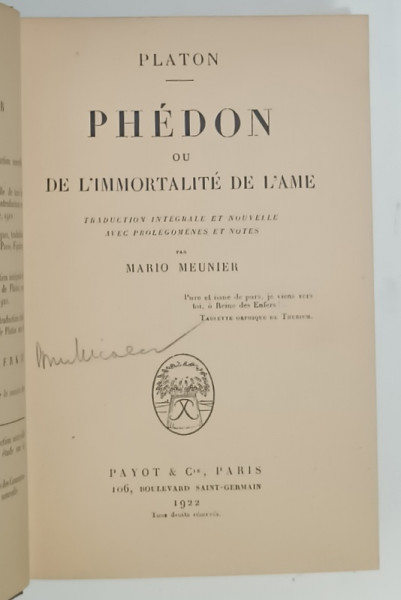 PLATON
PHÉDON
OU
DE L'IMMORTALITÉ DE L'AME
TRADUCTION INTÉGRALE ET NOUVELLE
AVEC PROLÉGOMÈNES ET NOTES
PAR
MARIO MEUNIER
Pure et issue de purs, je viens vers
toi, ô Reine des Enfers
TABLETTE ORPHIQUE DE THURIUM.
PAYOT & Cie, PARIS
106, BOULEVARD SAINT-GERMAIN
1922
Tous droits réservés.